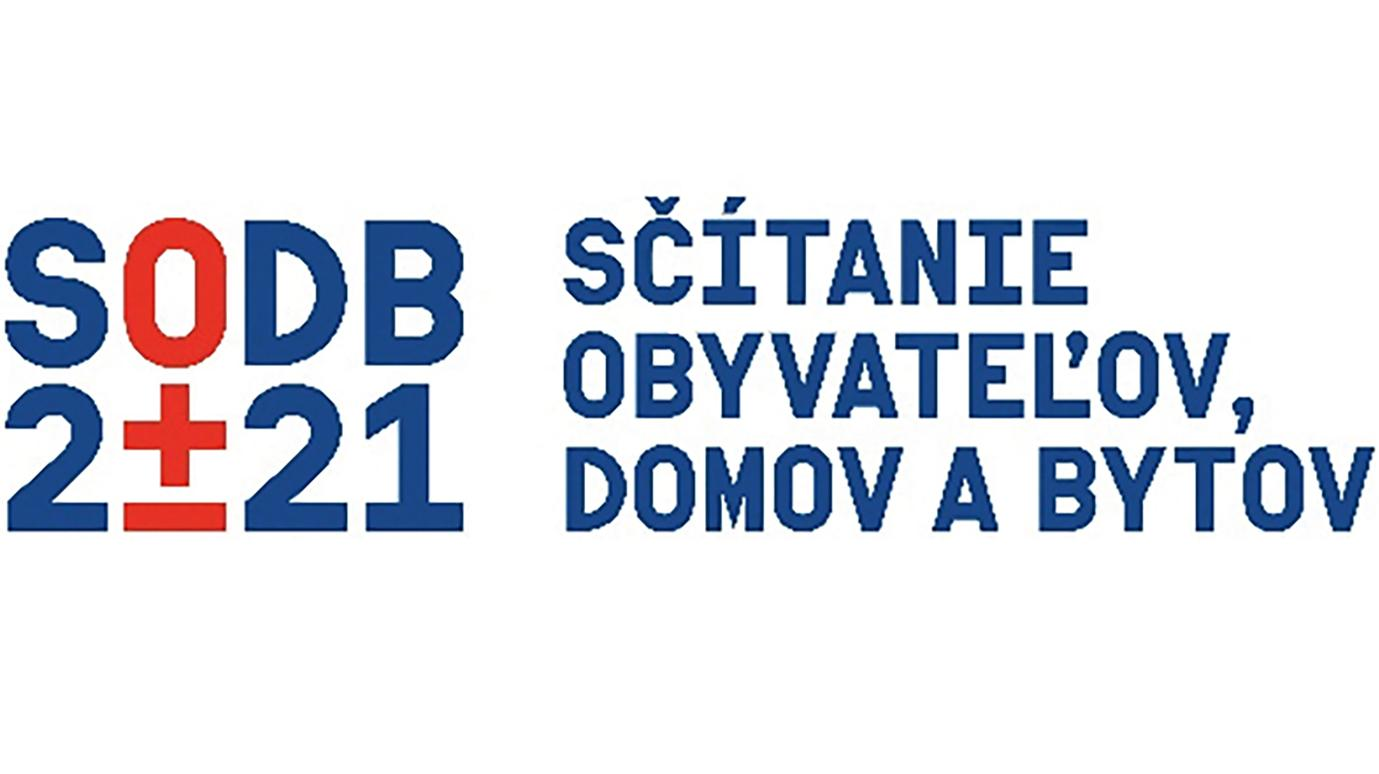 SODB
2±21
SČÍTANIE
OBYVATEĽOV,
DOMOV A BYTOV